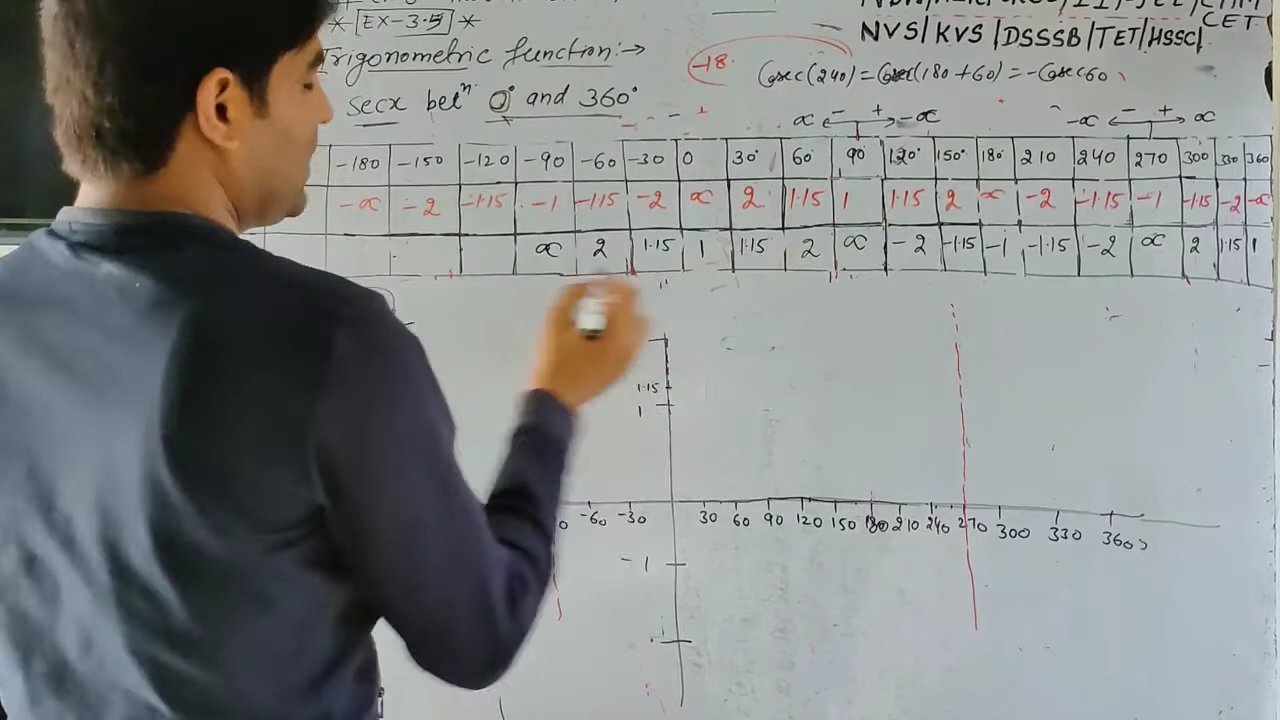 * [EX-3.5] *
NVS/KVS/DSSSB/TET/HSSC/
CET
Trigonometric function:→
-18.
Cosec(240)=Cosec(180+60)=-Cosec60
secx betⁿ 0° and 360°
∝ ← - + → -∝ -∝ ← - + → ∝
-180 -150 -120 -90 -60 -30 0 30° 60 90 120° 150° 180 210 240 270 300 330 360
-∝ -2 -1.15 -1 -1.15 -2 ∝ 2 1.15 1 1.15 2 ∝ -2 -1.15 -1 -1.15 -2 -∝
∝ 2 1.15 1 1.15 2 ∝ -2 -1.15 -1 -1.15 -2 ∝ 2 1.15 1
1.15
1
-60 -30 30 60 90 120 150 180 210 240 270 300 330 360
-1